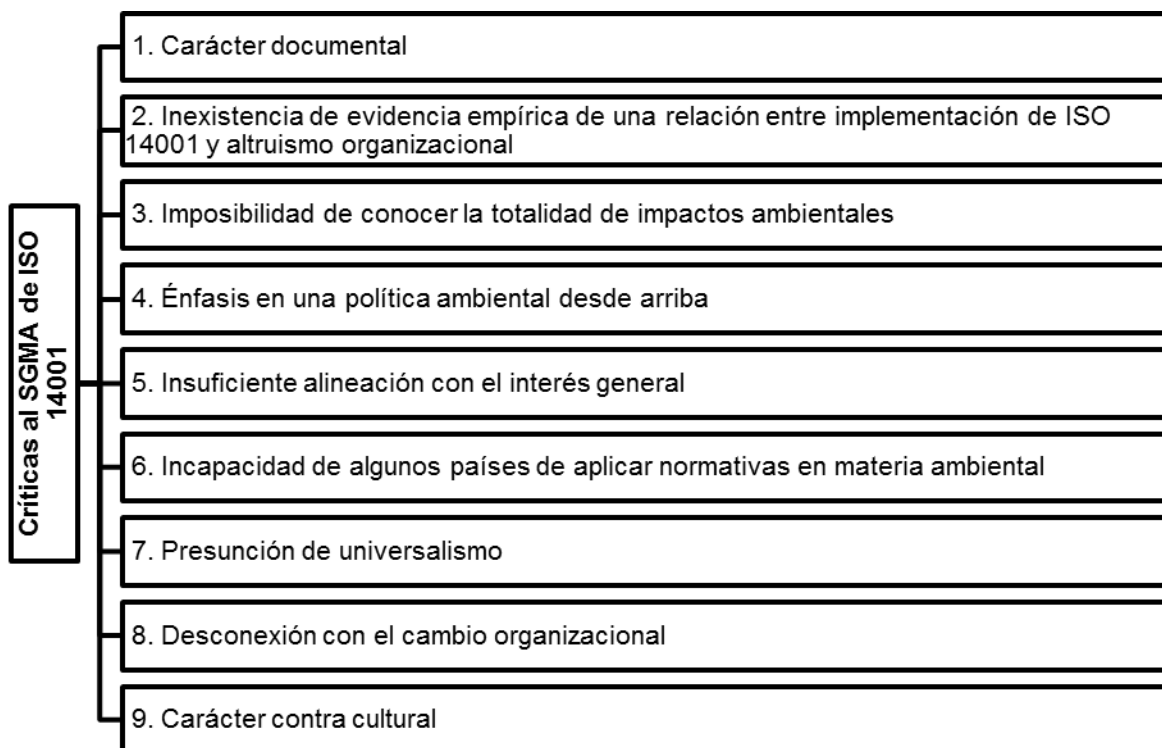 Críticas al SGMA de ISO
14001
1. Carácter documental
2. Inexistencia de evidencia empírica de una relación entre implementación de ISO
14001 y altruismo organizacional
3. Imposibilidad de conocer la totalidad de impactos ambientales
4. Énfasis en una política ambiental desde arriba
5. Insuficiente alineación con el interés general
6. Incapacidad de algunos países de aplicar normativas en materia ambiental
7. Presunción de universalismo
8. Desconexión con el cambio organizacional
9. Carácter contra cultural